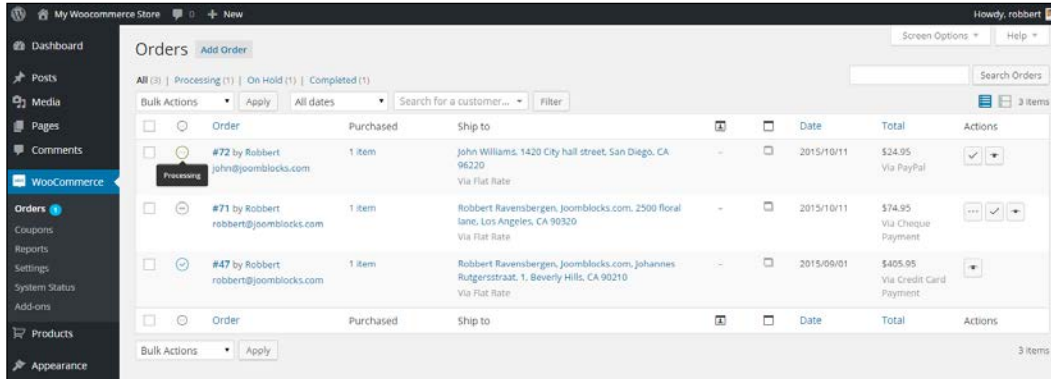 My Woocommerce Store 0 + New Howdy, robbert
Dashboard
Posts
Media
Pages
Comments
WooCommerce
Orders 1
Coupons
Reports
Settings
System Status
Add-ons
Products
Appearance
Screen Options Help
Orders Add Order
All (3) | Processing (1) | On Hold (1) | Completed (1)
Search Orders
Bulk Actions Apply All dates Search for a customer... Filter 3 items
Order Purchased Ship to Date Total Actions
#72 by Robbert 1 item John Williams, 1420 City hall street, San Diego, CA 2015/10/11 $24.95
john@joomblocks.com 96220 Via PayPal
Processing
Via Flat Rate
#71 by Robbert 1 item Robbert Ravensbergen, Joomblocks.com, 2500 floral 2015/10/11 $74.95
robbert@joomblocks.com lane, Los Angeles, CA 90320 Via Cheque
Via Flat Rate Payment
#47 by Robbert 1 item Robbert Ravensbergen, Joomblocks.com, Johannes 2015/09/01 $405.95
robbert@joomblocks.com Rutgersstraat, 1, Beverly Hills, CA 90210 Via Credit Card
Via Flat Rate Payment
Order Purchased Ship to Date Total Actions
Bulk Actions Apply 3 items